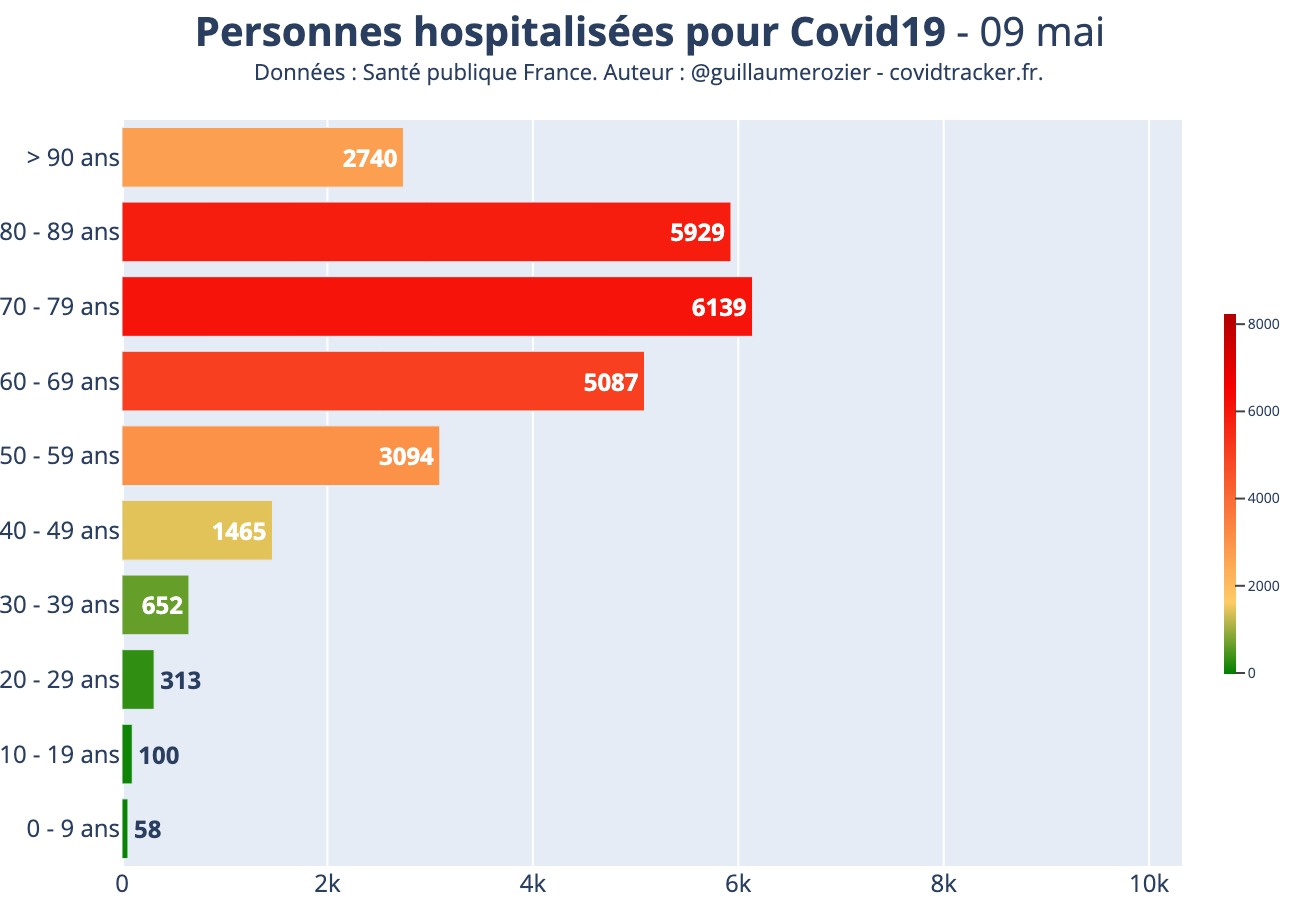 Personnes hospitalisées pour Covid19 - 09 mai
Données : Santé publique France. Auteur : @guillaumerozier - covidtracker.fr.
> 90 ans 2740
80 - 89 ans 5929
70 - 79 ans 6139
60 - 69 ans 5087
50 - 59 ans 3094
40 - 49 ans 1465
30 - 39 ans 652
20 - 29 ans 313
10 - 19 ans 100
0 - 9 ans 58
0 2k 4k 6k 8k 10k
8000
6000
4000
2000
0